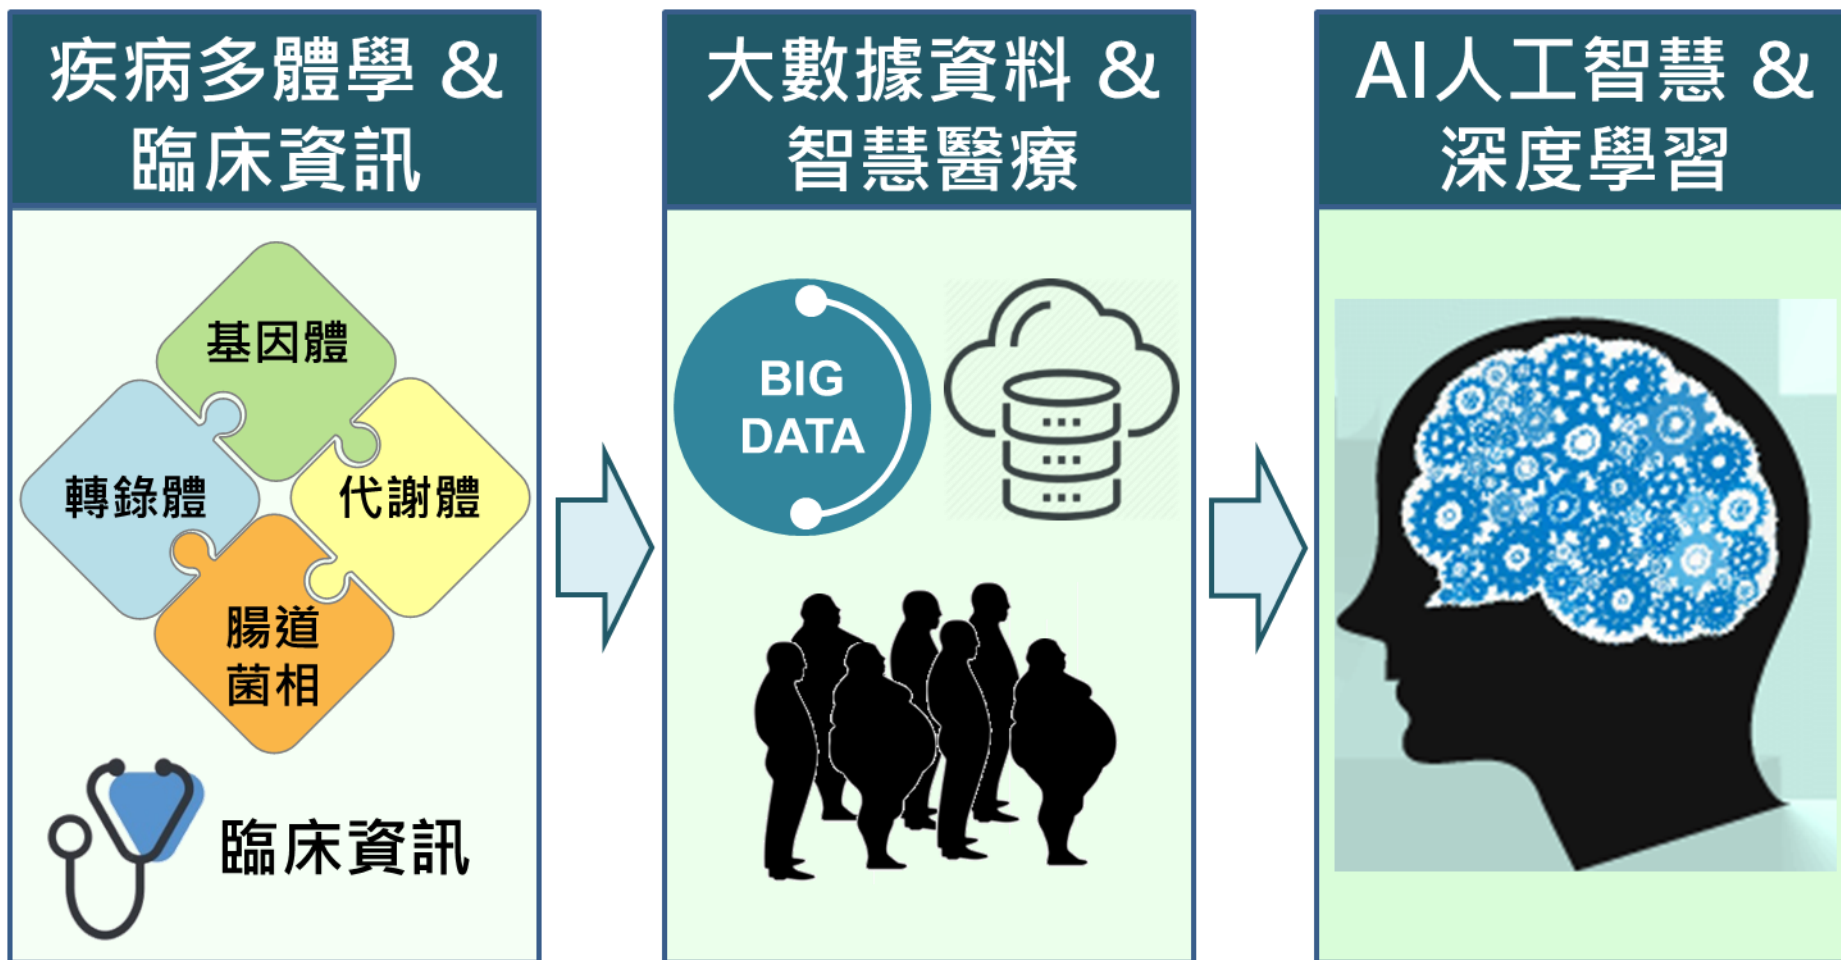 疾病多體學 &
臨床資訊
基因體
轉錄體
代謝體
腸道
菌相
臨床資訊
大數據資料 &
智慧醫療
BIG
DATA
AI人工智慧 &
深度學習